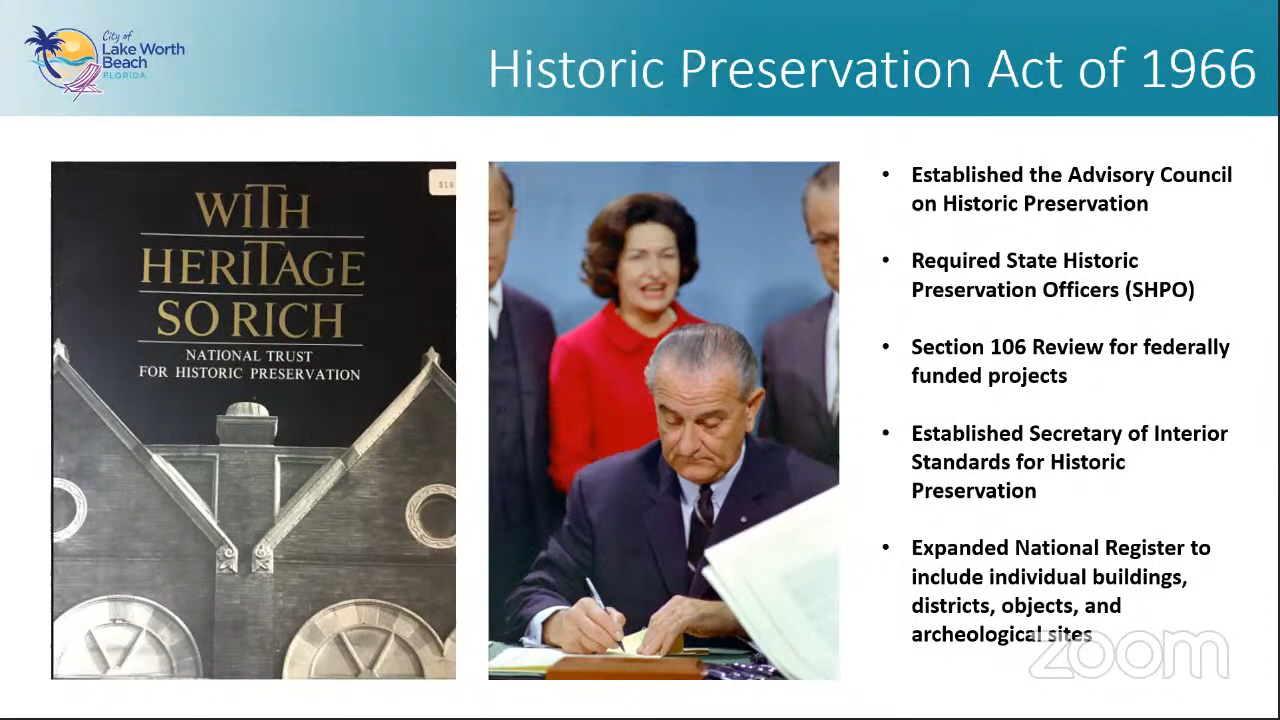 City of
Lake Worth
Beach
FLORIDA
Historic Preservation Act of 1966
$18
WITH
HERITAGE
SO RICH
NATIONAL TRUST
FOR HISTORIC PRESERVATION
• Established the Advisory Council
on Historic Preservation
• Required State Historic
Preservation Officers (SHPO)
• Section 106 Review for federally
funded projects
• Established Secretary of Interior
Standards for Historic
Preservation
• Expanded National Register to
include individual buildings,
districts, objects, and
archeological sites
zoom